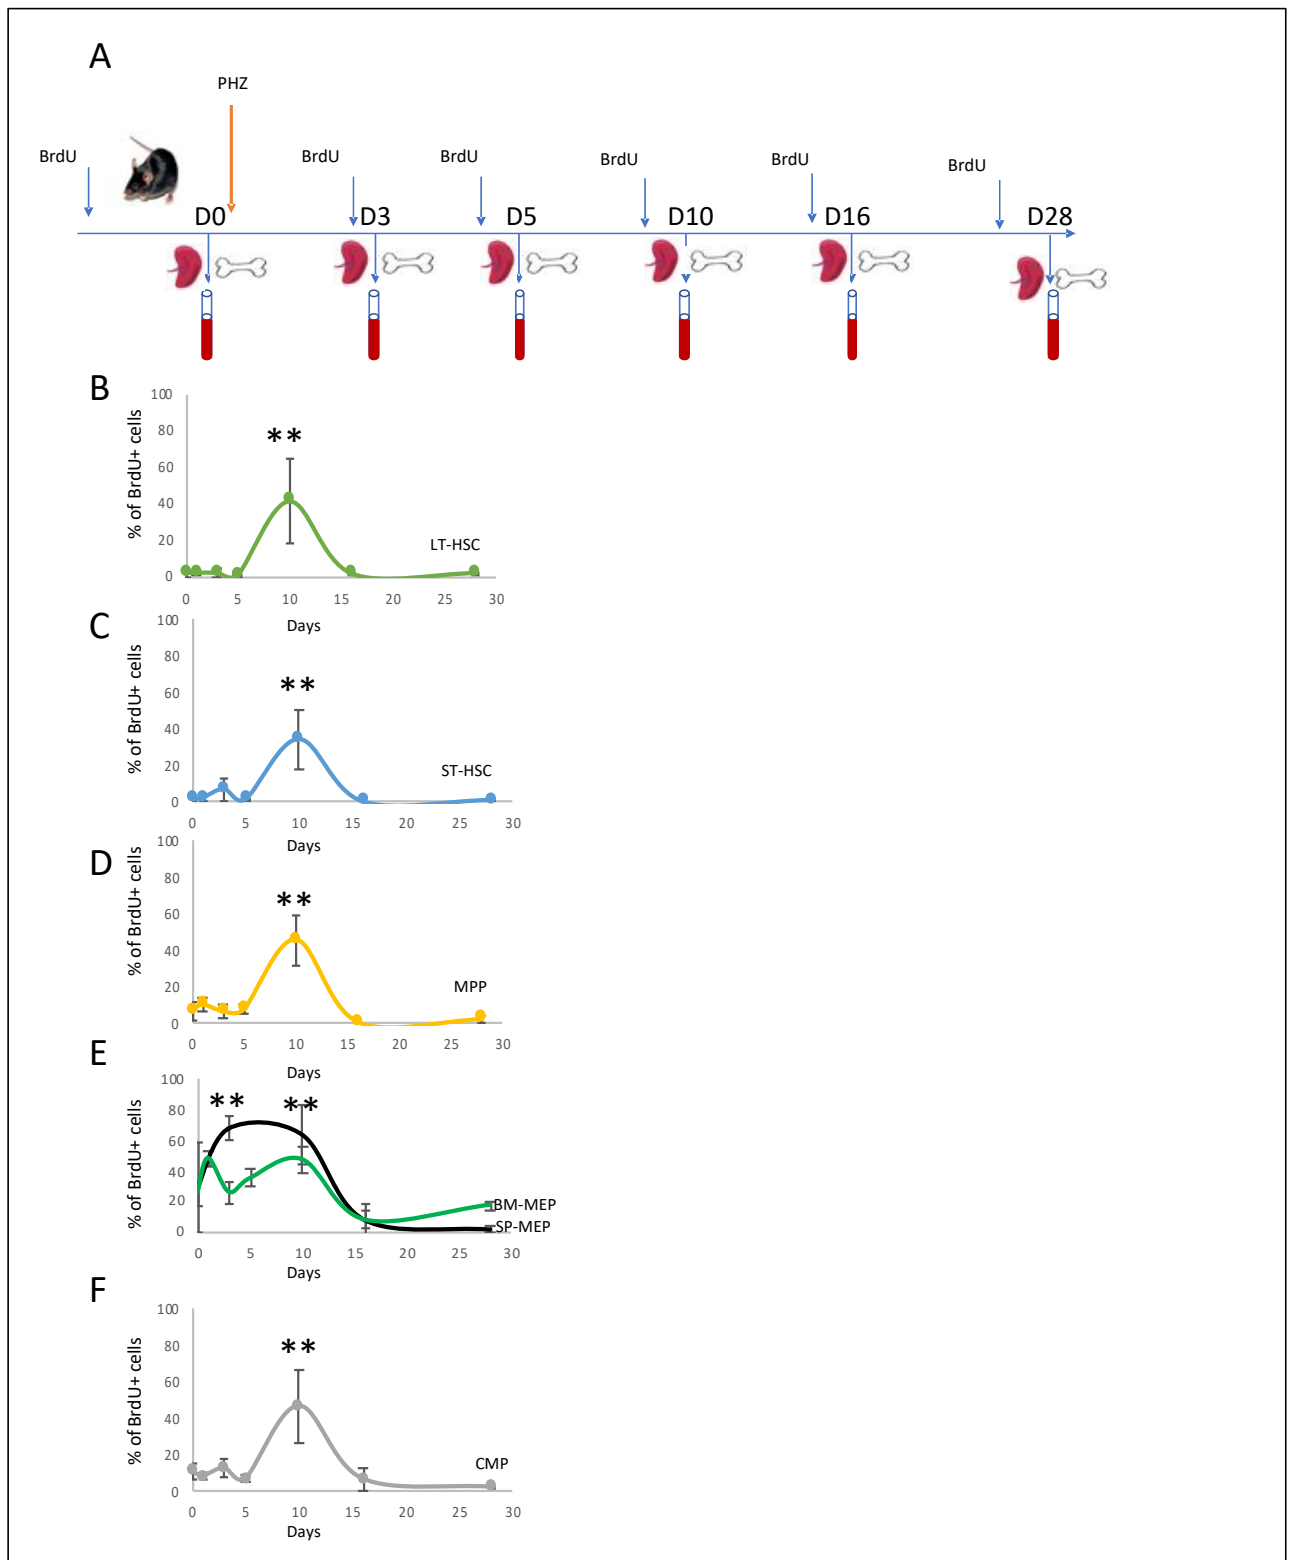 A
PHZ
BrdU
BrdU
BrdU
BrdU
BrdU
BrdU
D0
D3
D5
D10
D16
D28
B
% of BrdU+ cells
100
80
60
40
20
0
**
LT-HSC
0 5 10 15 20 25 30
Days
C
% of BrdU+ cells
100
80
60
40
20
0
**
ST-HSC
0 5 10 15 20 25 30
Days
D
% of BrdU+ cells
100
80
60
40
20
0
**
MPP
0 5 10 15 20 25 30
Days
E
% of BrdU+ cells
100
80
60
40
20
0
** **
BM-MEP
SP-MEP
0 5 10 15 20 25 30
Days
F
% of BrdU+ cells
100
80
60
40
20
0
**
CMP
0 5 10 15 20 25 30
Days